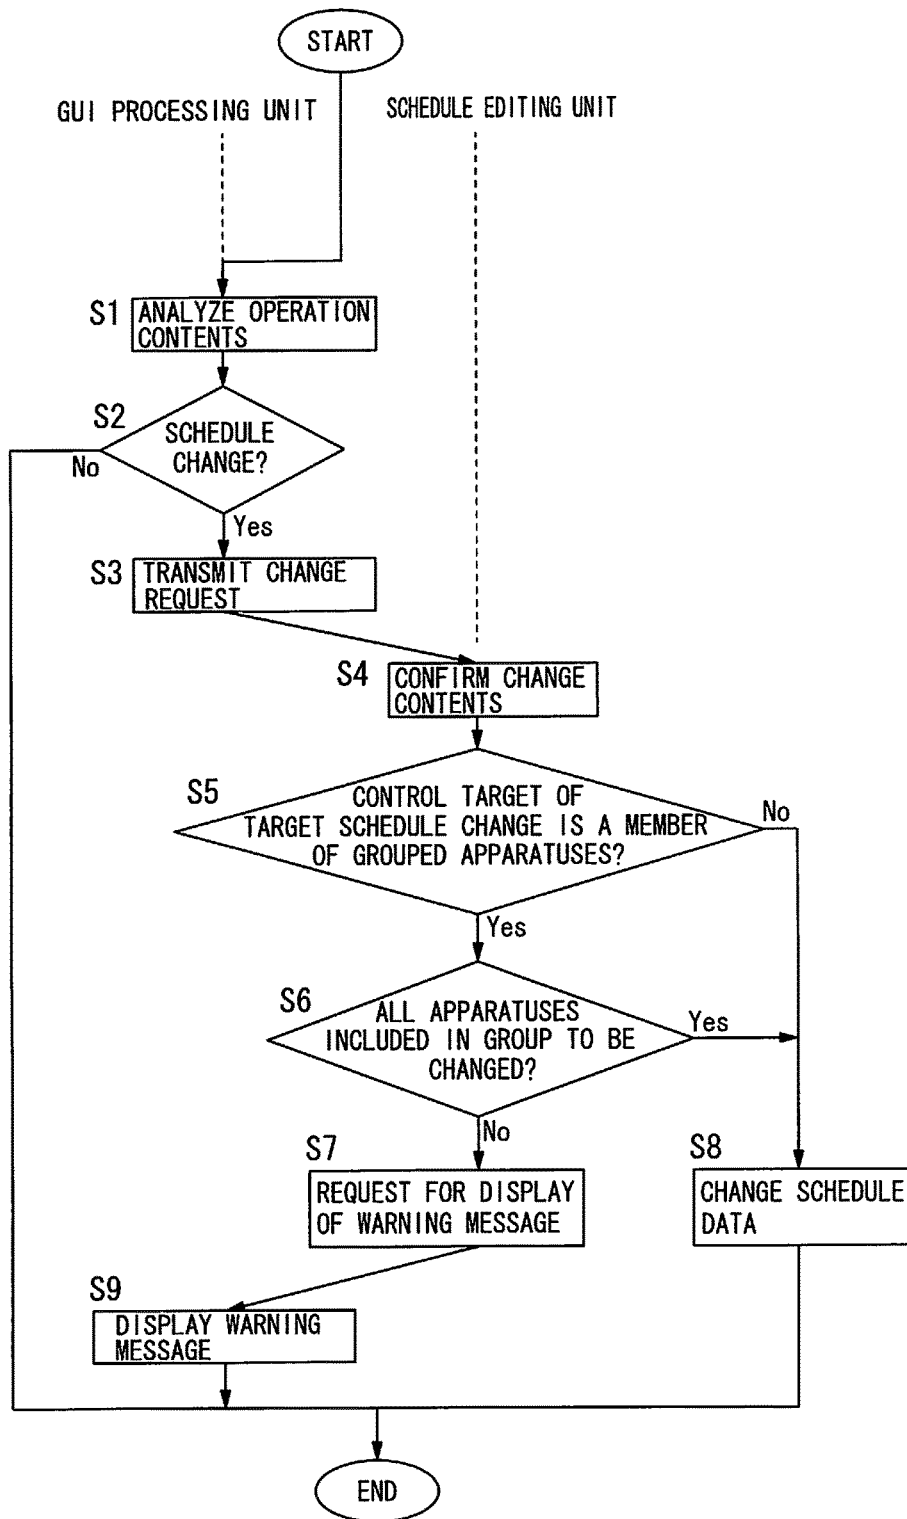 START
GUI PROCESSING UNIT
SCHEDULE EDITING UNIT
S1
ANALYZE OPERATION
CONTENTS
S2
SCHEDULE
CHANGE?
No
Yes
S3
TRANSMIT CHANGE
REQUEST
S4
CONFIRM CHANGE
CONTENTS
S5
CONTROL TARGET OF
TARGET SCHEDULE CHANGE IS A MEMBER
OF GROUPED APPARATUSES?
No
Yes
S6
ALL APPARATUSES
INCLUDED IN GROUP TO BE
CHANGED?
Yes
No
S7
REQUEST FOR DISPLAY
OF WARNING MESSAGE
S8
CHANGE SCHEDULE
DATA
S9
DISPLAY WARNING
MESSAGE
END